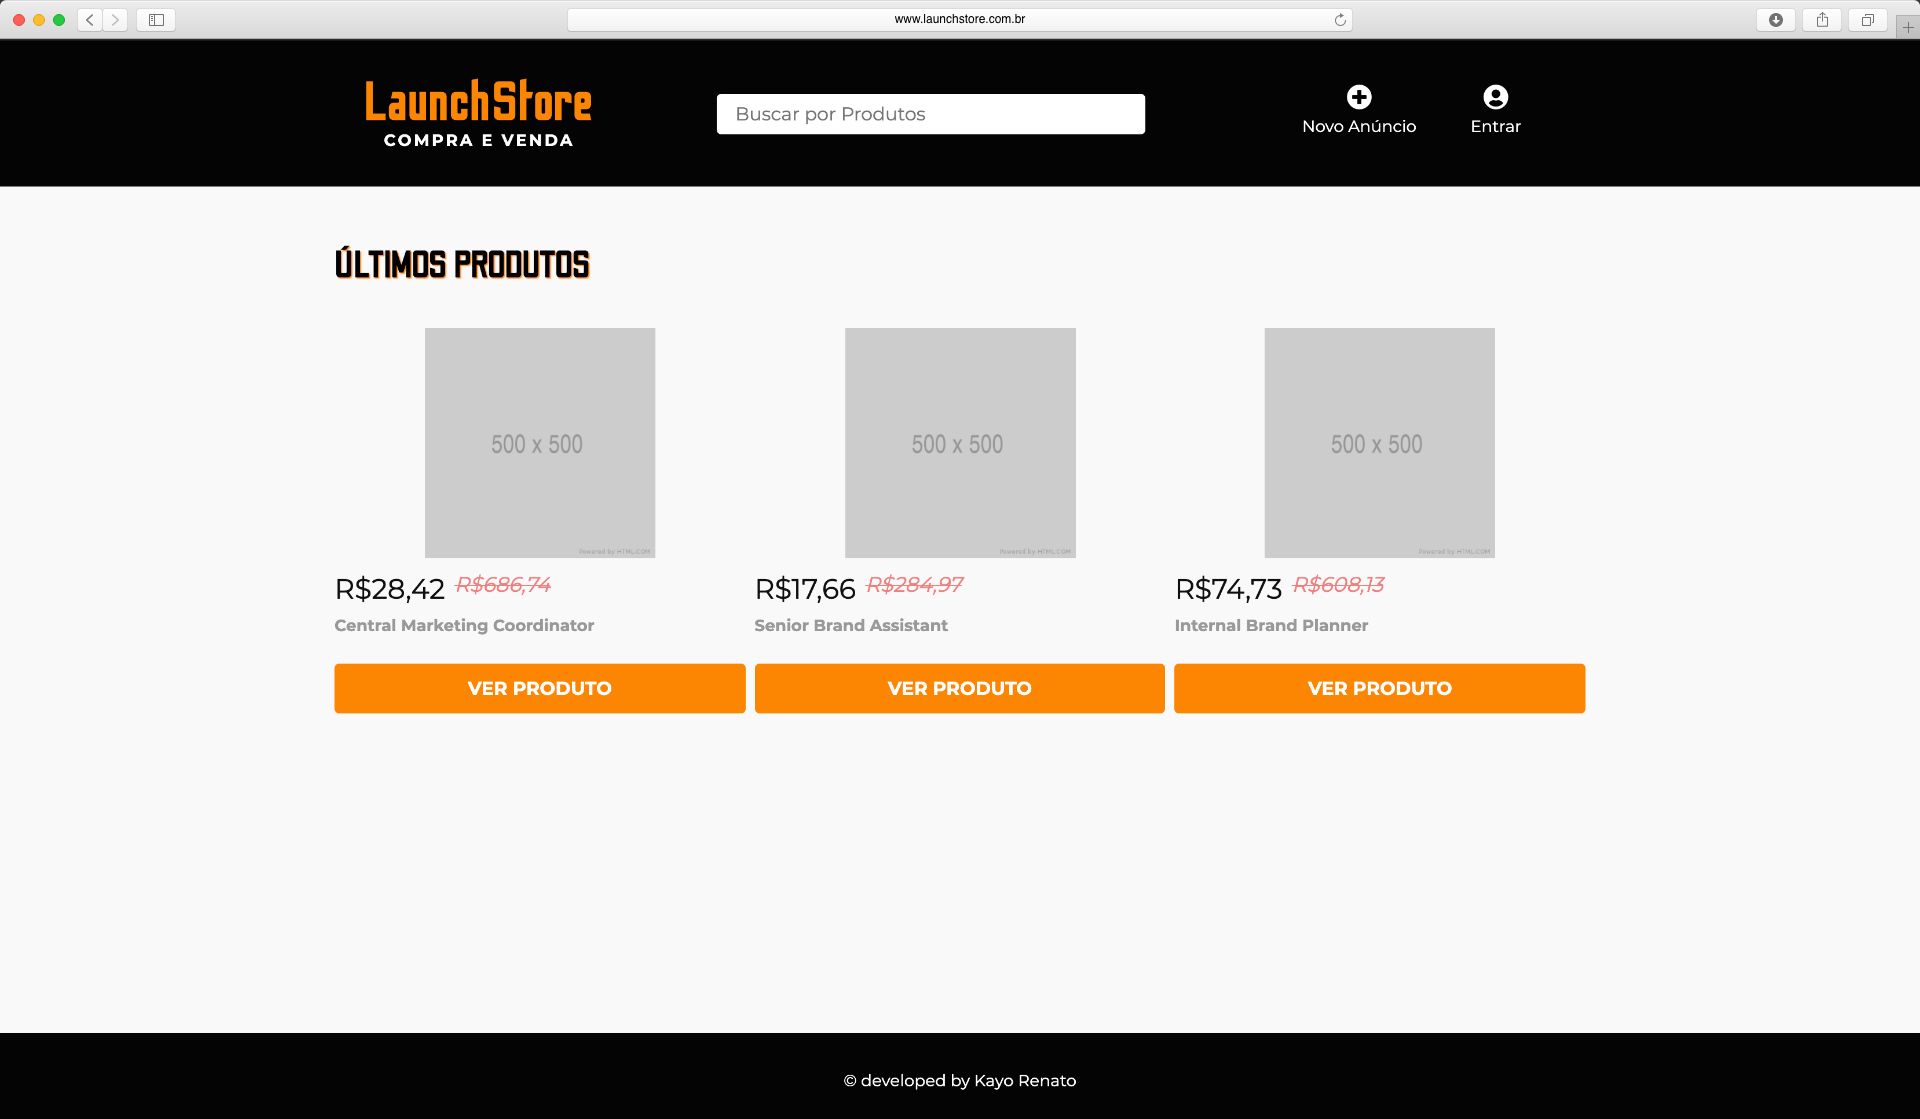 www.launchstore.com.br
LaunchStore
COMPRA E VENDA
Buscar por Produtos
Novo Anúncio
Entrar
ÚLTIMOS PRODUTOS
500 x 500
Powered by HTML.COM
500 x 500
Powered by HTML.COM
500 x 500
Powered by HTML.COM
R$28,42 R$686,74
Central Marketing Coordinator
VER PRODUTO
R$17,66 R$284,97
Senior Brand Assistant
VER PRODUTO
R$74,73 R$608,13
Internal Brand Planner
VER PRODUTO
© developed by Kayo Renato